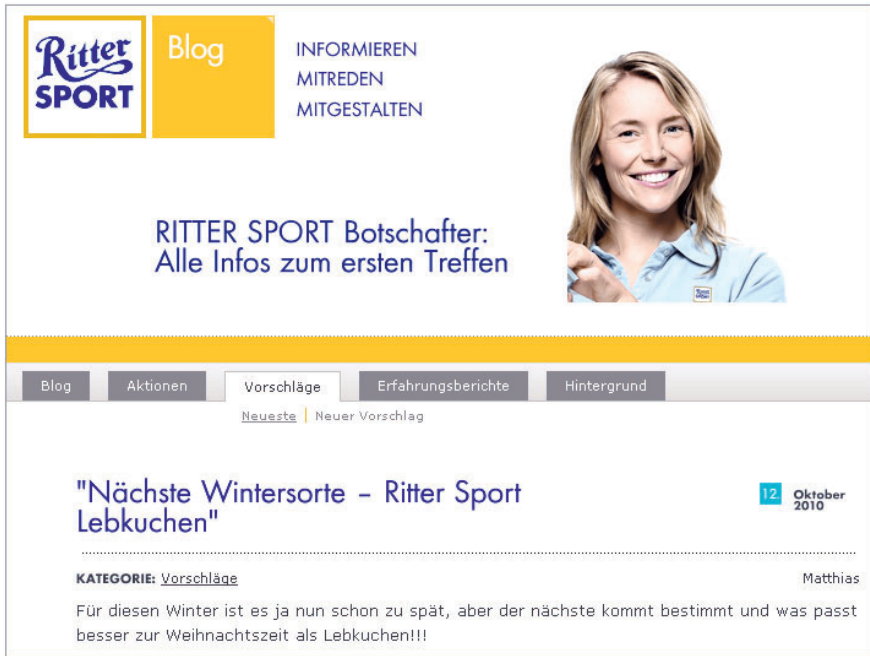 Ritter
SPORT
Blog
INFORMIEREN
MITREDEN
MITGESTALTEN
RITTER SPORT Botschafter:
Alle Infos zum ersten Treffen
Blog Aktionen Vorschläge Erfahrungsberichte Hintergrund
Neueste | Neuer Vorschlag
"Nächste Wintersorte – Ritter Sport
Lebkuchen"
12. Oktober
2010
KATEGORIE: Vorschläge Matthias
Für diesen Winter ist es ja nun schon zu spät, aber der nächste kommt bestimmt und was passt
besser zur Weihnachtszeit als Lebkuchen!!!